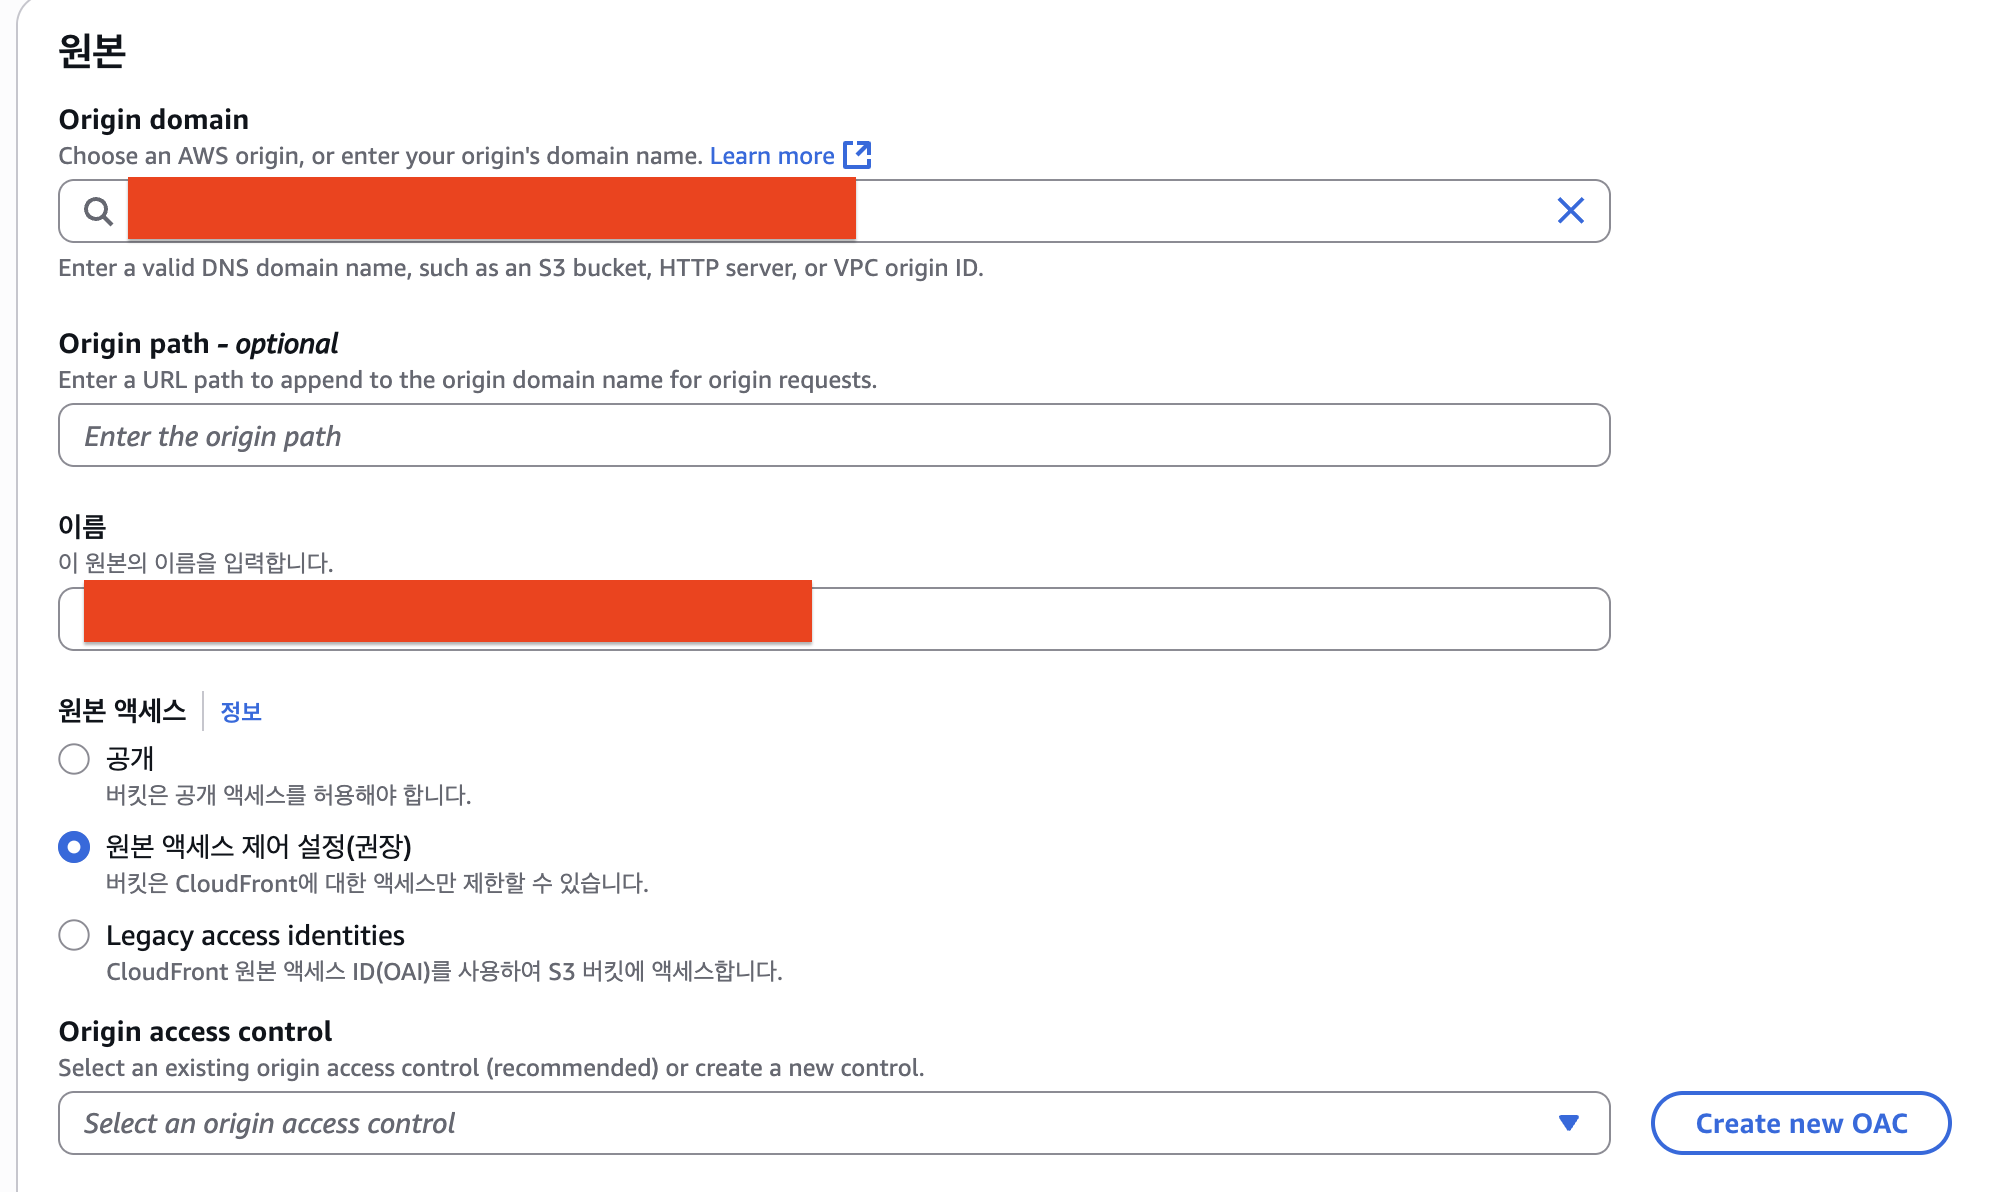 원본
Origin domain
Choose an AWS origin, or enter your origin's domain name. Learn more
Enter a valid DNS domain name, such as an S3 bucket, HTTP server, or VPC origin ID.
Origin path - optional
Enter a URL path to append to the origin domain name for origin requests.
Enter the origin path
이름
이 원본의 이름을 입력합니다.
원본 액세스 정보
공개
버킷은 공개 액세스를 허용해야 합니다.
원본 액세스 제어 설정(권장)
버킷은 CloudFront에 대한 액세스만 제한할 수 있습니다.
Legacy access identities
CloudFront 원본 액세스 ID(OAI)를 사용하여 S3 버킷에 액세스합니다.
Origin access control
Select an existing origin access control (recommended) or create a new control.
Select an origin access control
Create new OAC